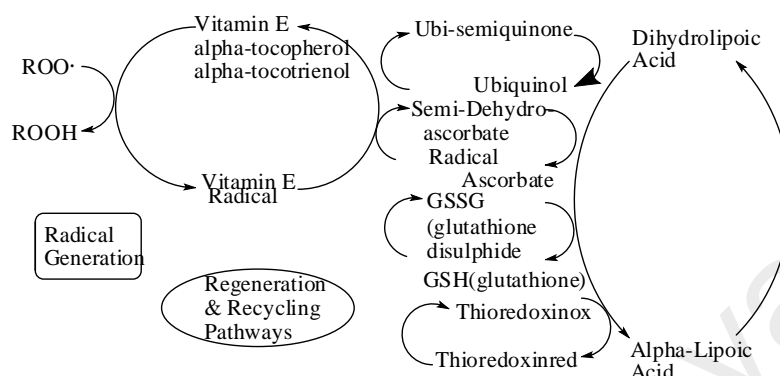 Vitamin E
alpha-tocopherol
alpha-tocotrienol
ROO·
ROOH
Vitamin E
Radical
Radical
Generation
Regeneration
& Recycling
Pathways
Ubi-semiquinone
Ubiquinol
Semi-Dehydro-
ascorbate
Radical
Ascorbate
GSSG
(glutathione
disulphide
GSH(glutathione)
Thioredoxinox
Thioredoxinred
Dihydrolipoic
Acid
Alpha-Lipoic
Acid